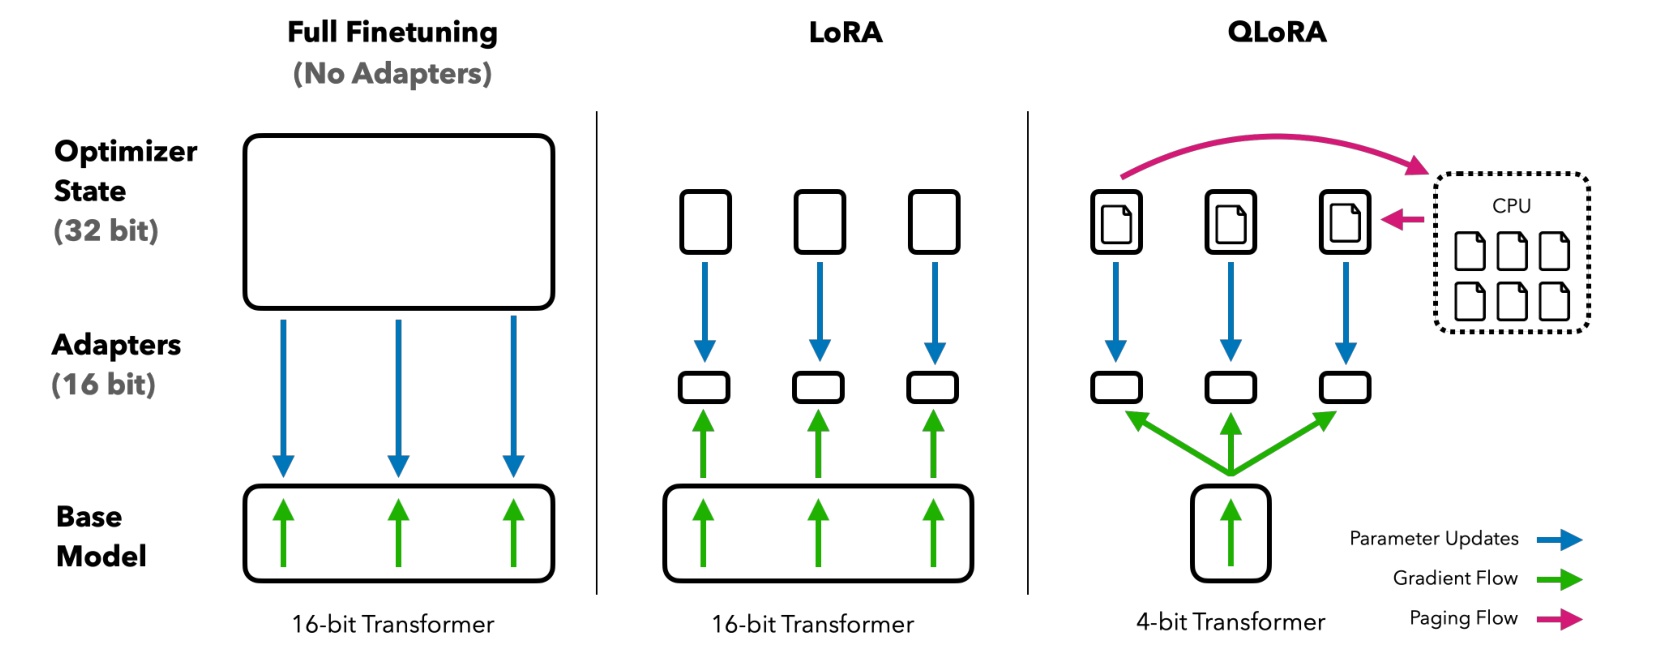 Full Finetuning
(No Adapters)
LoRA
QLoRA
Optimizer
State
(32 bit)
CPU
Adapters
(16 bit)
Base
Model
Parameter Updates
Gradient Flow
Paging Flow
16-bit Transformer
16-bit Transformer
4-bit Transformer